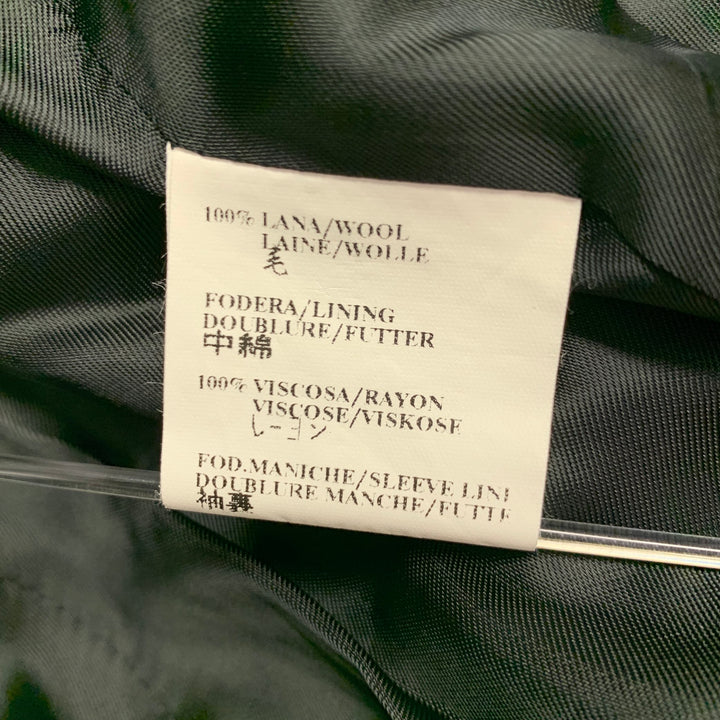 100% LANA/WOOL
LAINE/WOLLE
毛
FODERA/LINING
DOUBLURE/FUTTER
中綿
100% VISCOSA/RAYON
VISCOSE/VISKOSE
レーヨン
FOD.MANICHE/SLEEVE LINI
DOUBLURE MANCHE/FUTTE
袖裏